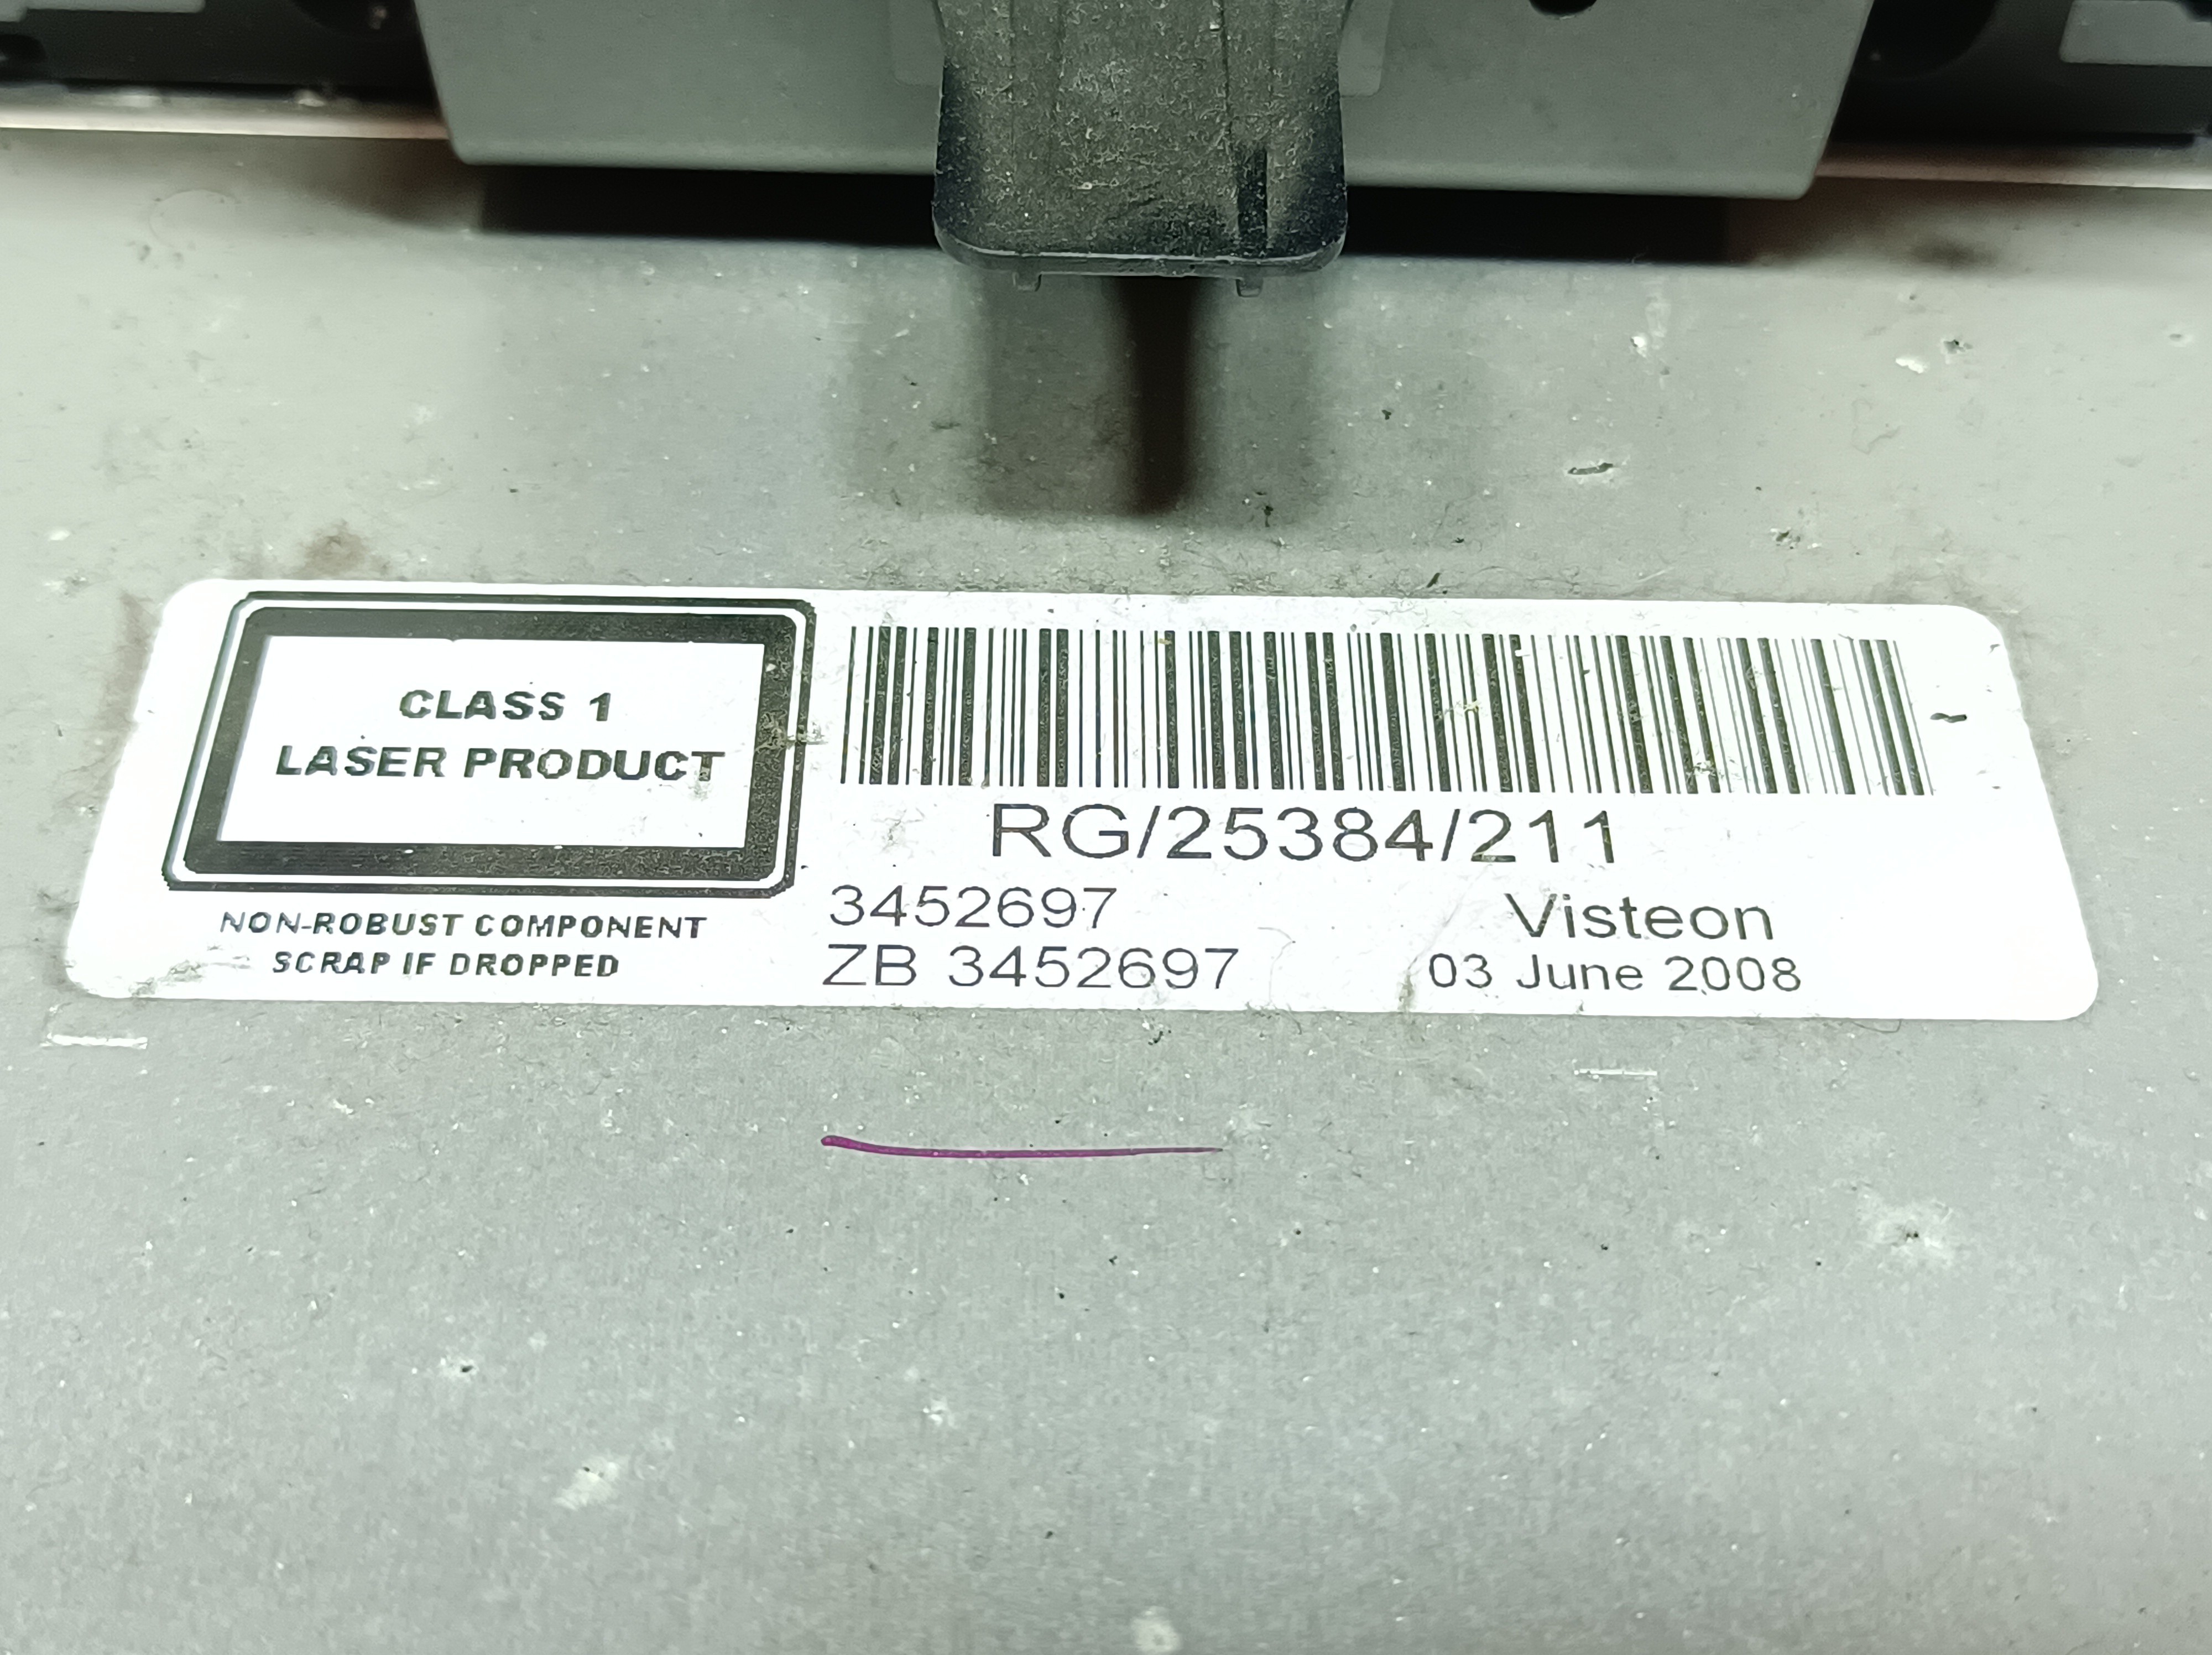 CLASS 1
LASER PRODUCT
NON-ROBUST COMPONENT
SCRAP IF DROPPED
RG/25384/211
3452697
Visteon
ZB 3452697
03 June 2008